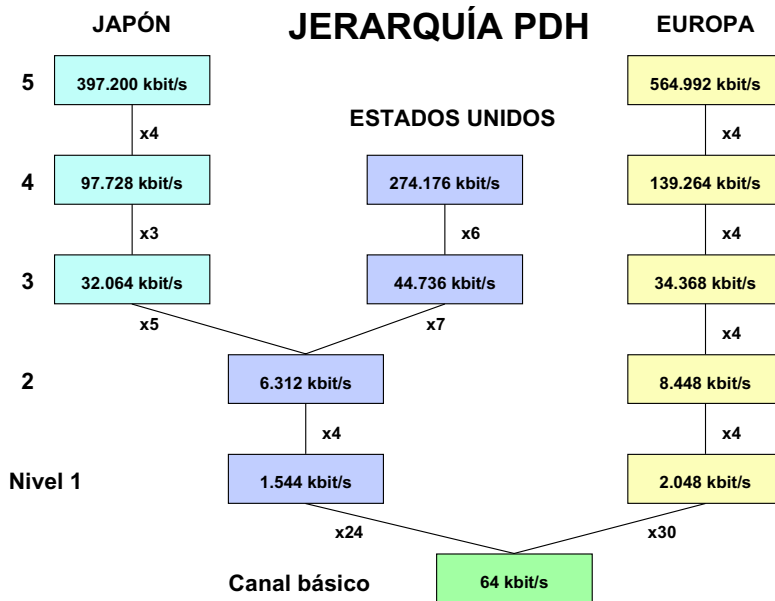 JAPÓN
JERARQUÍA PDH
EUROPA
5
397.200 kbit/s
564.992 kbit/s
x4
ESTADOS UNIDOS
x4
4
97.728 kbit/s
274.176 kbit/s
139.264 kbit/s
x3
x6
x4
3
32.064 kbit/s
44.736 kbit/s
34.368 kbit/s
x5
x7
x4
2
6.312 kbit/s
8.448 kbit/s
x4
x4
Nivel 1
1.544 kbit/s
2.048 kbit/s
x24
x30
Canal básico
64 kbit/s